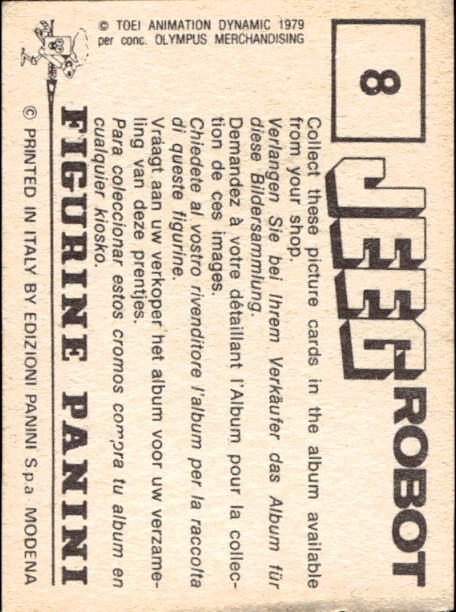 8
JEEG ROBOT
© TOEI ANIMATION DYNAMIC 1979
per conc. OLYMPUS MERCHANDISING
Collect these picture cards in the album available
from your shop.
Verlangen Sie bei Ihrem Verkäufer das Album für
diese Bildersammlung.
Demandez à votre détaillant l'Album pour la collec-
tion de ces images.
Chiedete al vostro rivenditore l'album per la raccolta
di queste figurine.
Vráagt aan uw verkoper het album voor uw verzame-
ling van deze prentjes.
Para coleccionar estos cromos compra tu album en
cualquier kiosko.
FIGURINE PANINI
© PRINTED IN ITALY BY EDIZIONI PANINI S.p.a. MODENA